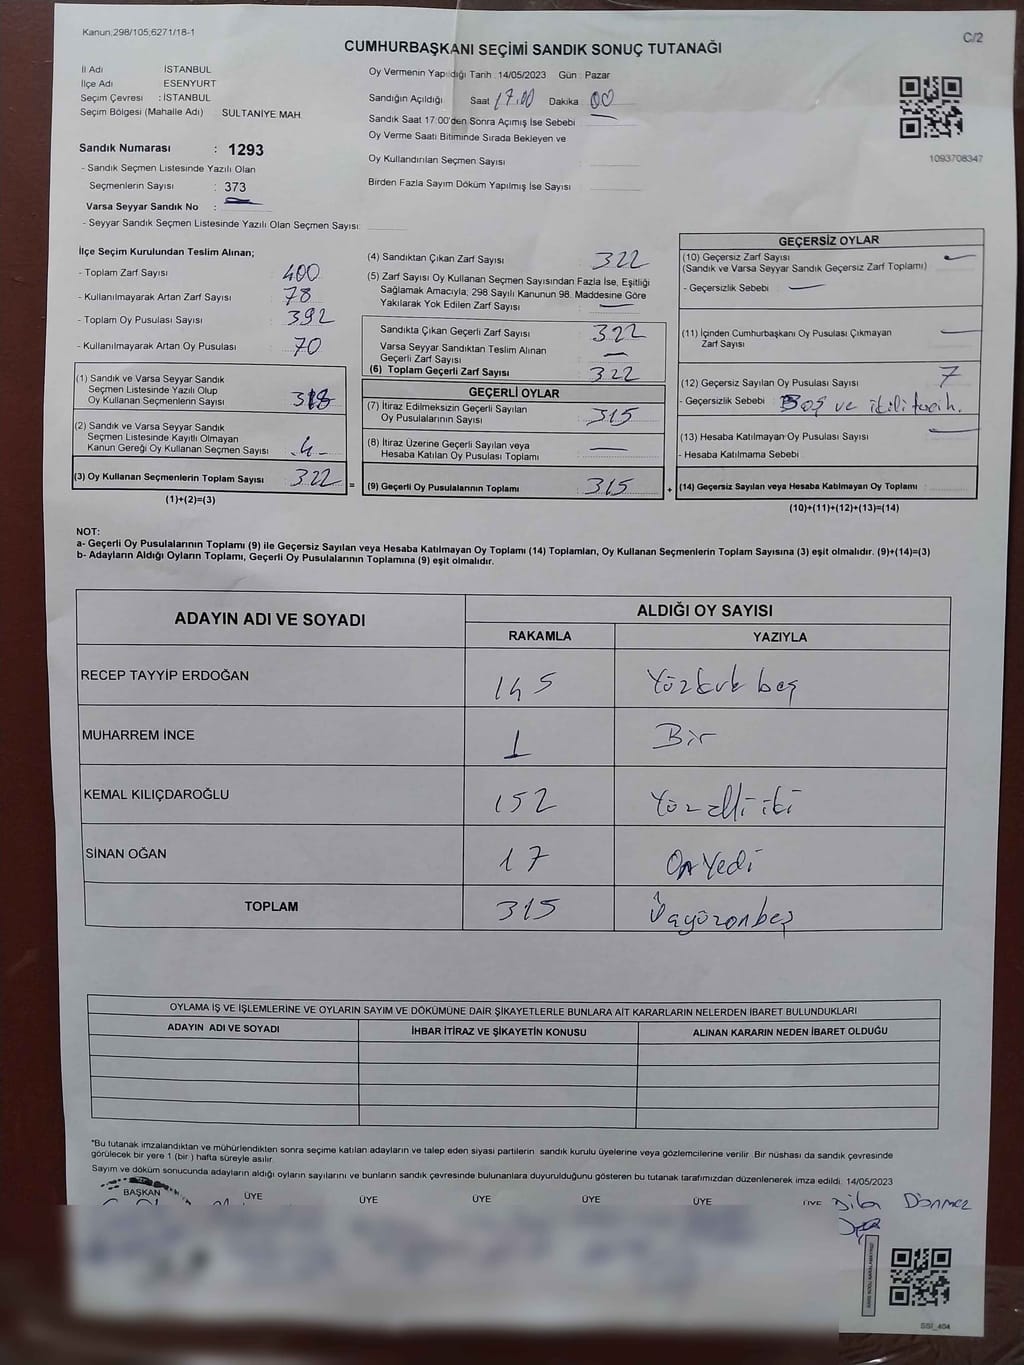 Kanun,298/105,6271/18-1
C/2
CUMHURBAŞKANI SEÇİMİ SANDIK SONUÇ TUTANAĞI
İl Adı İSTANBUL
İlçe Adı ESENYURT
Seçim Çevresi : İSTANBUL
Seçim Bölgesi (Mahalle Adı) SULTANİYE MAH.
Oy Vermenin Yapıldığı Tarih : 14/05/2023 Gün : Pazar
Sandığın Açıldığı Saat 17.00 Dakika 00
Sandık Saat 17:00'den Sonra Açımış İse Sebebi
Oy Verme Saati Bitiminde Sırada Bekleyen ve
Oy Kullandırılan Seçmen Sayısı
Birden Fazla Sayım Döküm Yapılmış İse Sayısı
1093708347
Sandık Numarası : 1293
- Sandık Seçmen Listesinde Yazılı Olan
Seçmenlerin Sayısı : 373
Varsa Seyyar Sandık No :
- Seyyar Sandık Seçmen Listesinde Yazılı Olan Seçmen Sayısı:
İlçe Seçim Kurulundan Teslim Alınan;
- Toplam Zarf Sayısı : 400
- Kullanılmayarak Artan Zarf Sayısı : 78
- Toplam Oy Pusulası Sayısı : 392
- Kullanılmayarak Artan Oy Pusulası : 70
(1) Sandık ve Varsa Seyyar Sandık
Seçmen Listesinde Yazılı Olup
Oy Kullanan Seçmenlerin Sayısı : 318
(2) Sandık ve Varsa Seyyar Sandık
Seçmen Listesinde Kayıtlı Olmayan
Kanun Gereği Oy Kullanan Seçmen Sayısı 4
(3) Oy Kullanan Seçmenlerin Toplam Sayısı 322 =
(1)+(2)=(3)
(4) Sandıktan Çıkan Zarf Sayısı : 322
(5) Zarf Sayısı Oy Kullanan Seçmen Sayısından Fazla İse, Eşitliği
Sağlamak Amacıyla, 298 Sayılı Kanunun 98. Maddesine Göre
Yakılarak Yok Edilen Zarf Sayısı : —
Sandıkta Çıkan Geçerli Zarf Sayısı : 322
Varsa Seyyar Sandıktan Teslim Alınan
Geçerli Zarf Sayısı : —
(6) Toplam Geçerli Zarf Sayısı : 322
GEÇERLİ OYLAR
(7) İtiraz Edilmeksizin Geçerli Sayılan
Oy Pusulalarının Sayısı : 315
(8) İtiraz Üzerine Geçerli Sayılan veya
Hesaba Katılan Oy Pusulası Toplamı : —
(9) Geçerli Oy Pusulalarının Toplamı : 315 +
GEÇERSİZ OYLAR
(10) Geçersiz Zarf Sayısı —
(Sandık ve Varsa Seyyar Sandık Geçersiz Zarf Toplamı)
- Geçersizlik Sebebi : —
(11) İçinden Cumhurbaşkanı Oy Pusulası Çıkmayan —
Zarf Sayısı
(12) Geçersiz Sayılan Oy Pusulası Sayısı 7
- Geçersizlik Sebebi : Boş ve ikili tercih.
(13) Hesaba Katılmayan Oy Pusulası Sayısı —
- Hesaba Katılmama Sebebi :
(14) Geçersiz Sayılan veya Hesaba Katılmayan Oy Toplamı :
(10)+(11)+(12)+(13)=(14)
NOT:
a- Geçerli Oy Pusulalarının Toplamı (9) ile Geçersiz Sayılan veya Hesaba Katılmayan Oy Toplamı (14) Toplamları, Oy Kullanan Seçmenlerin Toplam Sayısına (3) eşit olmalıdır. (9)+(14)=(3)
b- Adayların Aldığı Oyların Toplamı, Geçerli Oy Pusulalarının Toplamına (9) eşit olmalıdır.
ADAYIN ADI VE SOYADI
ALDIĞI OY SAYISI
RAKAMLA YAZIYLA
RECEP TAYYİP ERDOĞAN 145 Yüzkırk beş
MUHARREM İNCE 1 Bir
KEMAL KILIÇDAROĞLU 152 Yüzelli iki
SİNAN OĞAN 17 On Yedi
TOPLAM 315 Üçyüzonbeş
OYLAMA İŞ VE İŞLEMLERİNE VE OYLARIN SAYIM VE DÖKÜMÜNE DAİR ŞİKAYETLERLE BUNLARA AİT KARARLARIN NELERDEN İBARET BULUNDUKLARI
ADAYIN ADI VE SOYADI İHBAR İTİRAZ VE ŞİKAYETİN KONUSU ALINAN KARARIN NEDEN İBARET OLDUĞU
*Bu tutanak imzalandıktan ve mühürlendikten sonra seçime katılan adayların ve talep eden siyasi partilerin sandık kurulu üyelerine veya gözlemcilerine verilir. Bir nüshası da sandık çevresinde
görülecek bir yere 1 (bir ) hafta süreyle asılır.
Sayım ve döküm sonucunda adayların aldığı oyların sayılarını ve bunların sandık çevresinde bulunanlara duyurulduğunu gösteren bu tutanak tarafımızdan düzenlenerek imza edildi. 14/05/2023
BAŞKAN ÜYE ÜYE ÜYE ÜYE ÜYE Dilan Dönmez
SSI_404